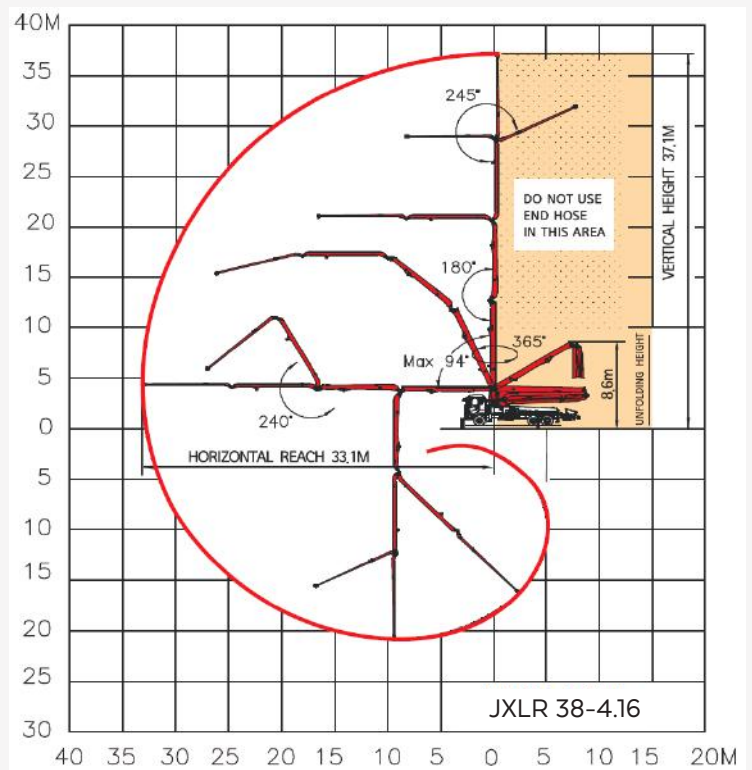 40M
35
30
25
20
15
10
5
0
5
10
15
20
25
30
245°
DO NOT USE
END HOSE
IN THIS AREA
VERTICAL HEIGHT 37,1M
180°
365°
Max 94°
240°
8,6m
UNFOLDING HEIGHT
HORIZONTAL REACH 33,1M
JXLR 38-4.16
40 35 30 25 20 15 10 5 0 5 10 15 20M